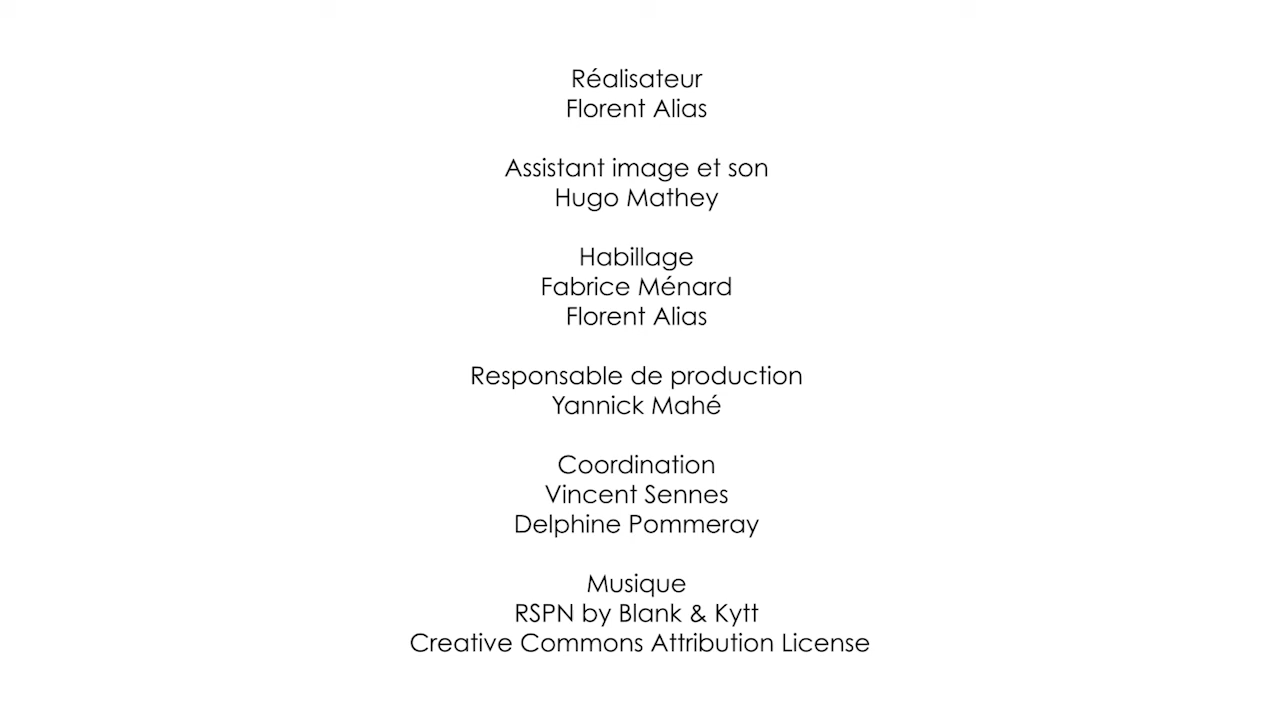 Réalisateur
Florent Alias
Assistant image et son
Hugo Mathey
Habillage
Fabrice Ménard
Florent Alias
Responsable de production
Yannick Mahé
Coordination
Vincent Sennes
Delphine Pommeray
Musique
RSPN by Blank & Kytt
Creative Commons Attribution License